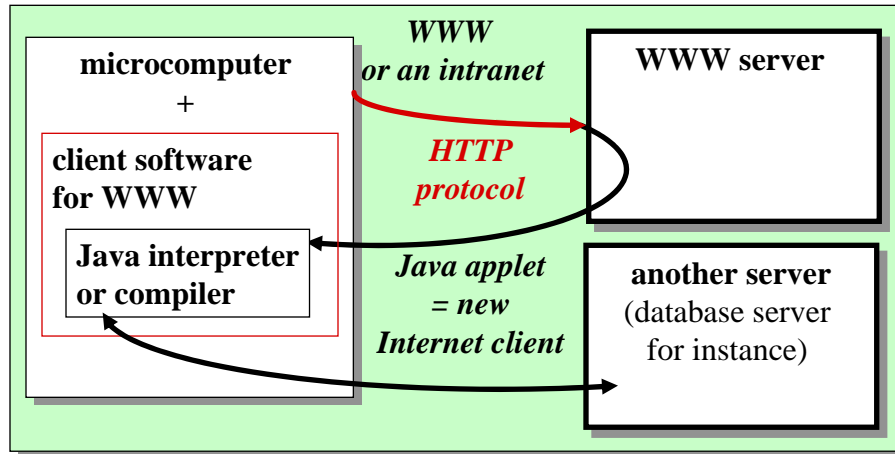 microcomputer
+
client software
for WWW
Java interpreter
or compiler
WWW
or an intranet
HTTP
protocol
Java applet
= new
Internet client
WWW server
another server
(database server
for instance)